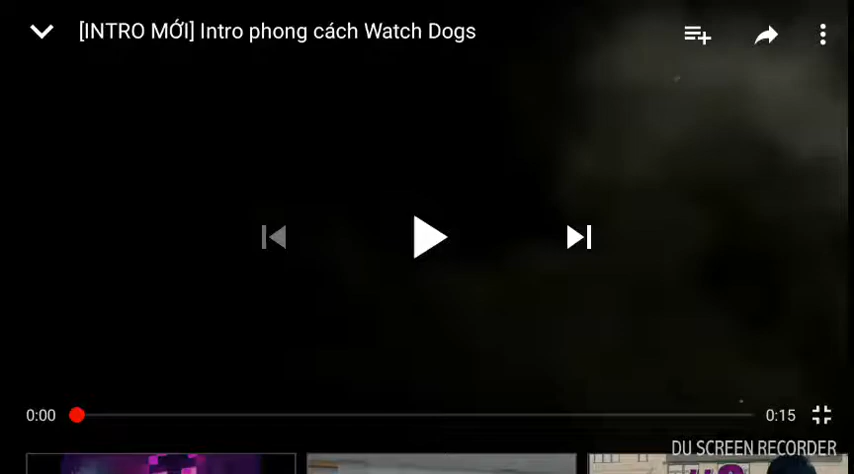 [INTRO MỚI] Intro phong cách Watch Dogs
0:00
0:15
DU SCREEN RECORDER